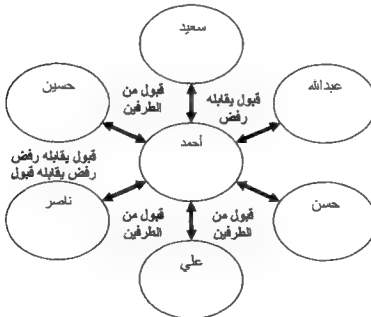 سعيد
عبدالله
حسين
قبول من
الطرفين
قبول يقابله
رفض
أحمد
قبول يقابله رفض
رفض يقابله قبول
ناصر
حسن
قبول من
الطرفين
قبول من
الطرفين
علي